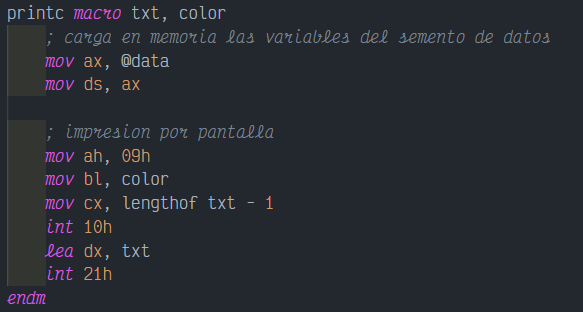 printc macro txt, color
; carga en memoria las variables del semento de datos
mov ax, @data
mov ds, ax
; impresion por pantalla
mov ah, 09h
mov bl, color
mov cx, lengthof txt - 1
int 10h
lea dx, txt
int 21h
endm